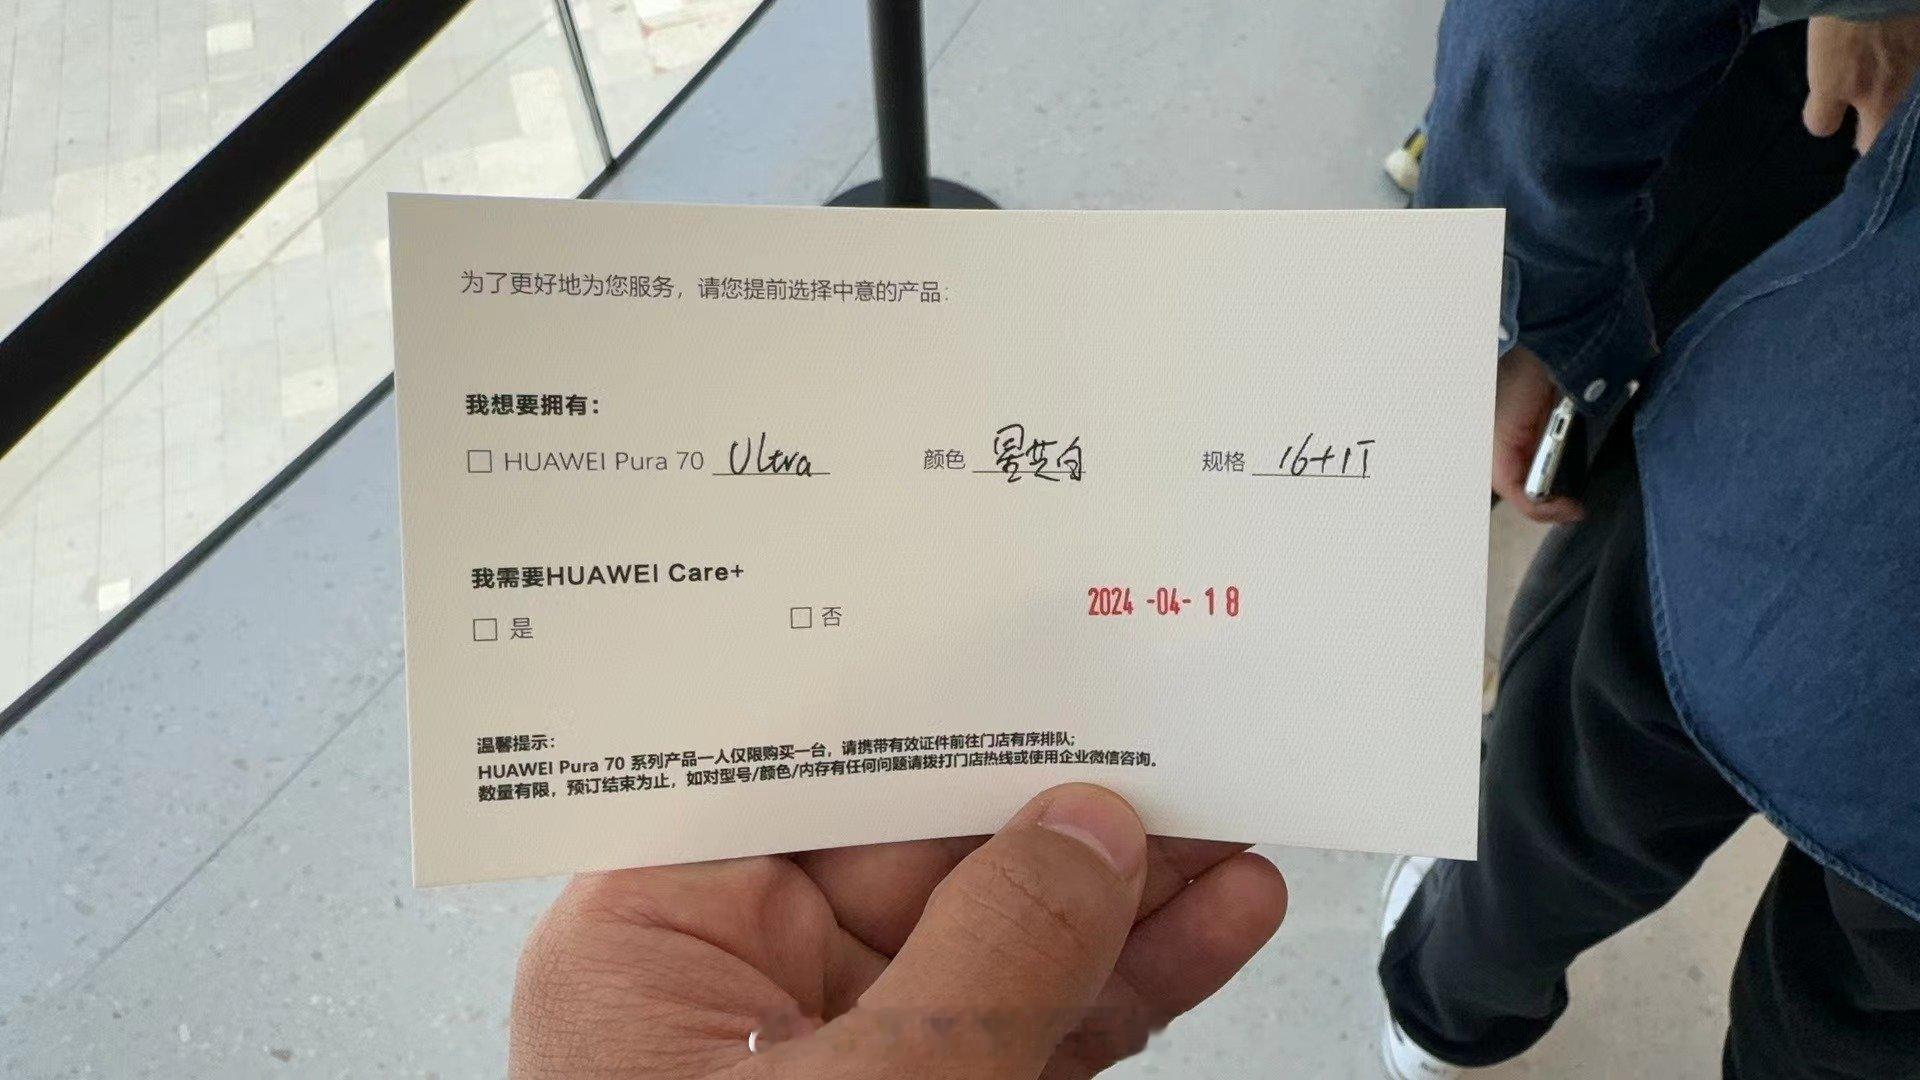 为了更好地为您服务，请您提前选择中意的产品：
我想要拥有：
□ HUAWEI Pura 70 Ultra 颜色 星芒白 规格 16+1T
我需要HUAWEI Care+
□ 是 □ 否
2024 -04- 18
温馨提示：
HUAWEI Pura 70 系列产品一人仅限购买一台，请携带有效证件前往门店有序排队；
数量有限，预订结束为止，如对型号/颜色/内存有任何问题请拨打门店热线或使用企业微信咨询。